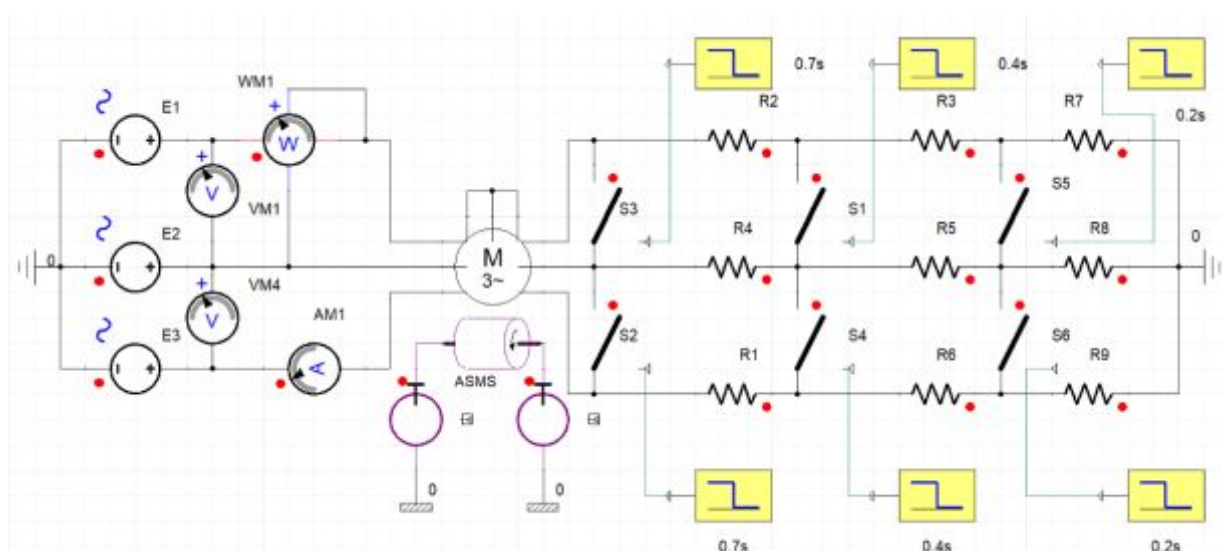 0.7s
0.4s
WM1
E1
R2
R3
R7
0.2s
+
W
+
V
VM1
S3
S1
S5
E2
R4
R5
R8
0
0
M
3~
VM4
+
V
E3
AM1
A
S2
S4
S6
ASMS
R1
R6
R9
0
0
0.7s
0.4s
0.2s